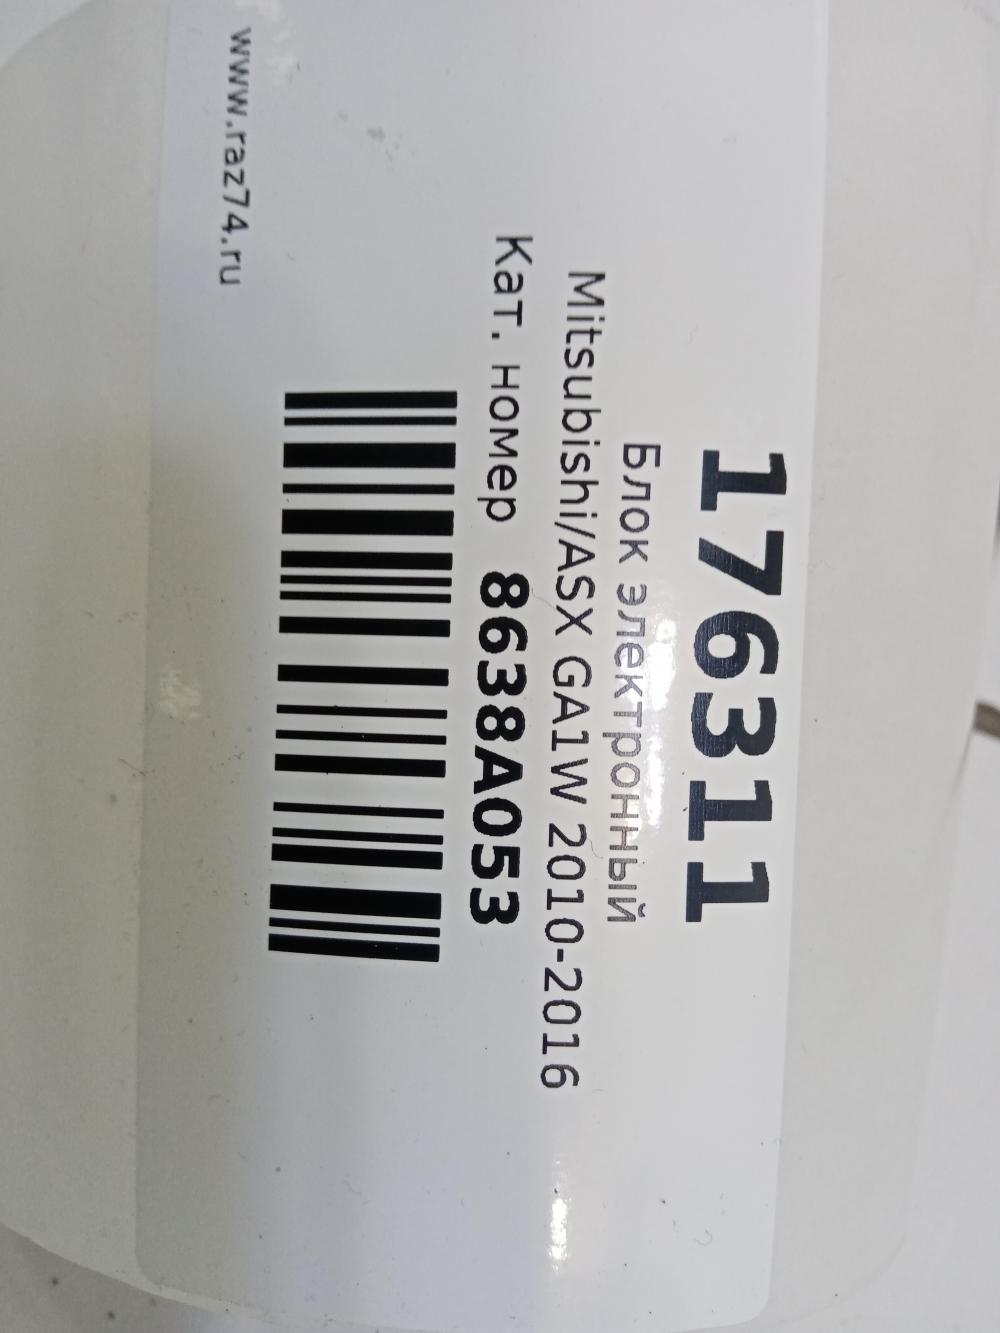 176311
Блок электронный
Mitsubishi/ASX GA1W 2010-2016
Кат. номер 8638A053
www.raz74.ru